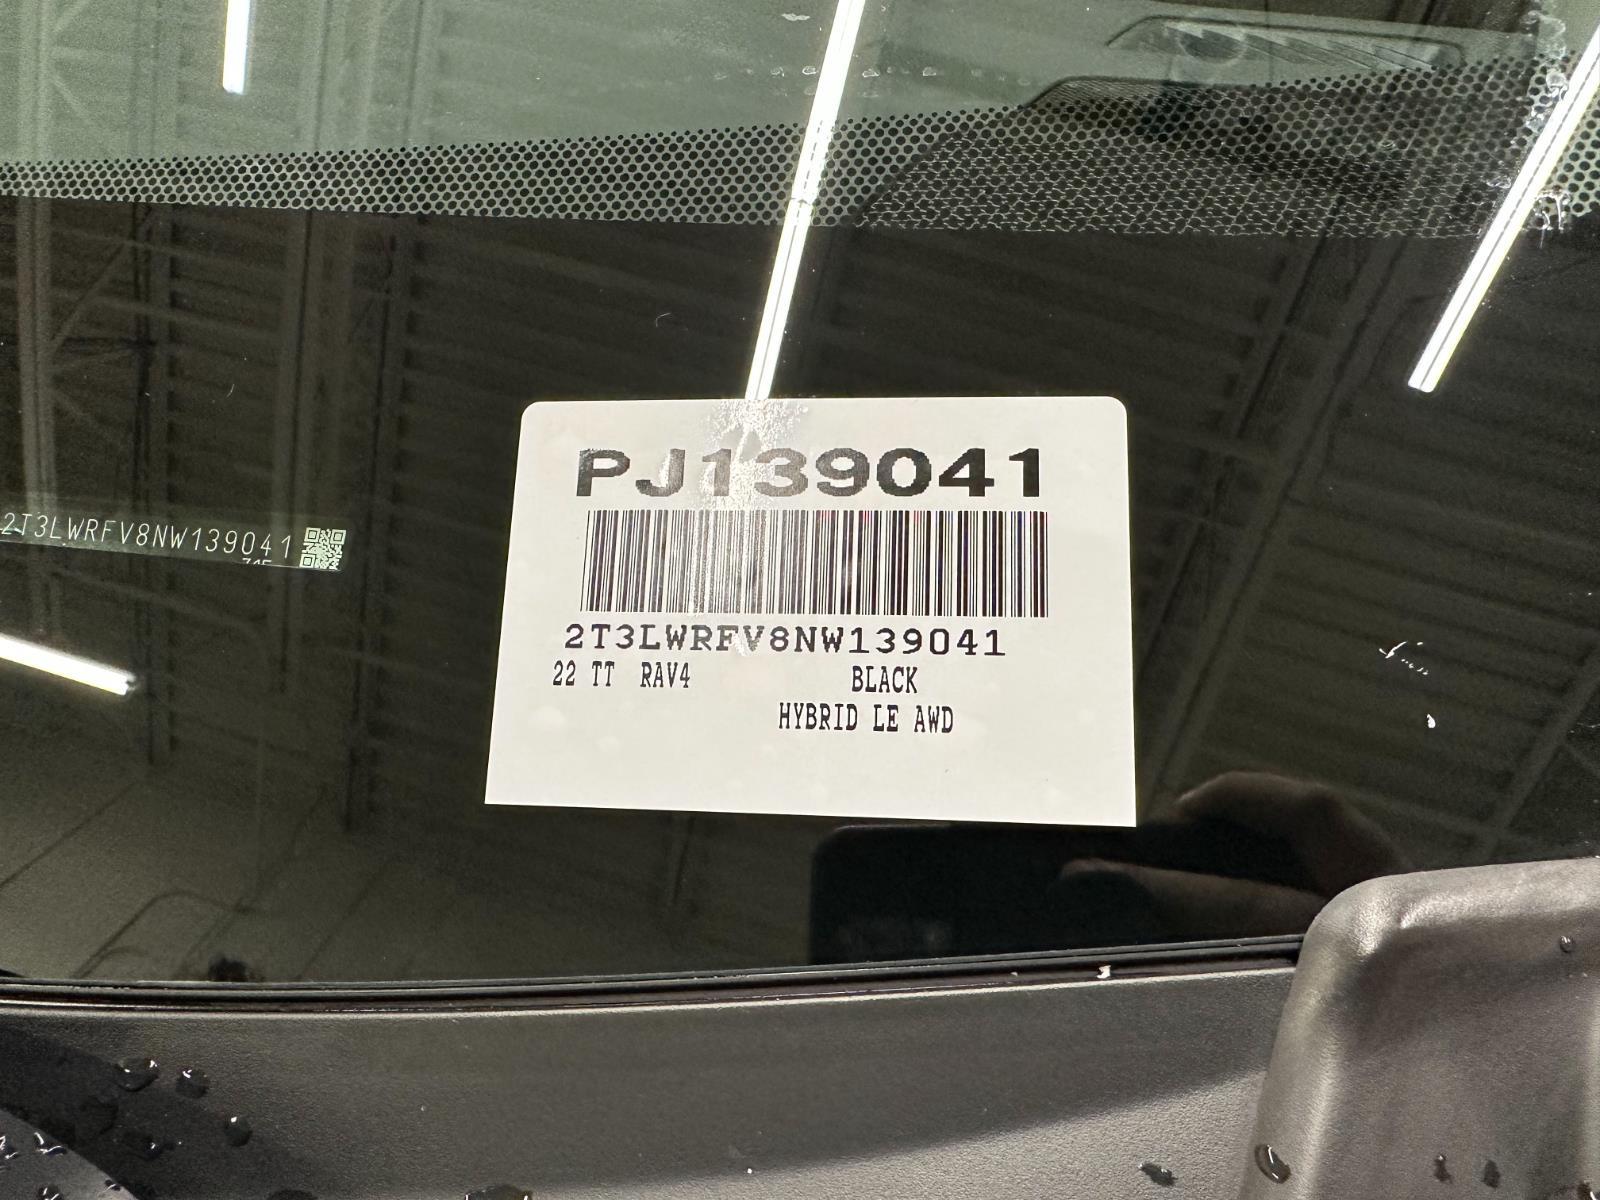 PJ139041
2T3LWRFV8NW139041
2T3LWRFV8NW139041
22 TT RAV4 BLACK
HYBRID LE AWD